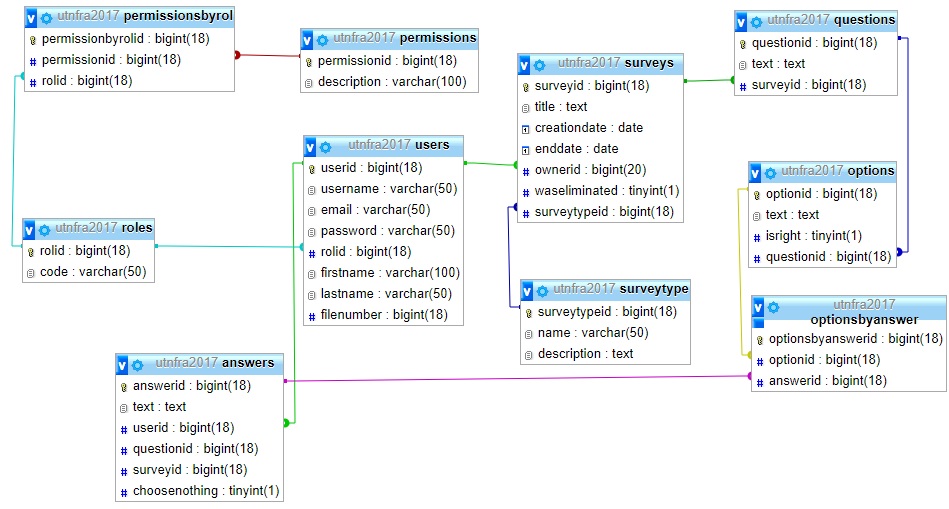 utnfra2017 permissionsbyrol
permissionbyrolid : bigint(18)
permissionid : bigint(18)
rolid : bigint(18)
utnfra2017 permissions
permissionid : bigint(18)
description : varchar(100)
utnfra2017 surveys
surveyid : bigint(18)
title : text
creationdate : date
enddate : date
ownerid : bigint(20)
waseliminated : tinyint(1)
surveytypeid : bigint(18)
utnfra2017 questions
questionid : bigint(18)
text : text
surveyid : bigint(18)
utnfra2017 users
userid : bigint(18)
username : varchar(50)
email : varchar(50)
password : varchar(50)
rolid : bigint(18)
firstname : varchar(100)
lastname : varchar(50)
filenumber : bigint(18)
utnfra2017 options
optionid : bigint(18)
text : text
isright : tinyint(1)
questionid : bigint(18)
utnfra2017 roles
rolid : bigint(18)
code : varchar(50)
utnfra2017 surveytype
surveytypeid : bigint(18)
name : varchar(50)
description : text
utnfra2017
optionsbyanswer
optionsbyanswerid : bigint(18)
optionid : bigint(18)
answerid : bigint(18)
utnfra2017 answers
answerid : bigint(18)
text : text
userid : bigint(18)
questionid : bigint(18)
surveyid : bigint(18)
choosenothing : tinyint(1)